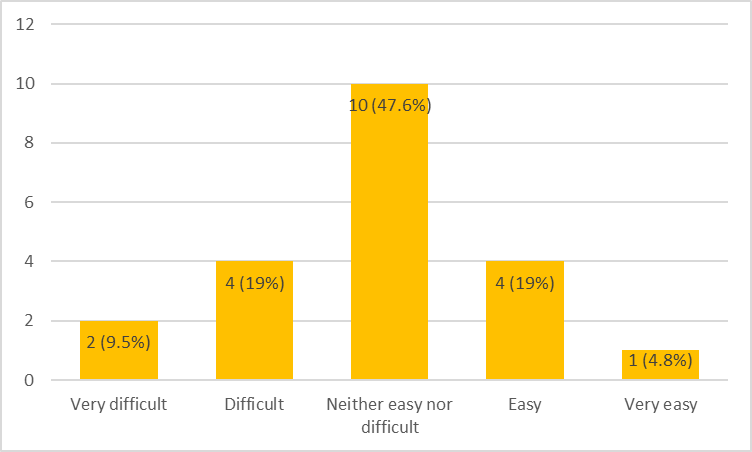 12
10
8
6
4
2
0
2 (9.5%)
4 (19%)
10 (47.6%)
4 (19%)
1 (4.8%)
Very difficult
Difficult
Neither easy nor
difficult
Easy
Very easy